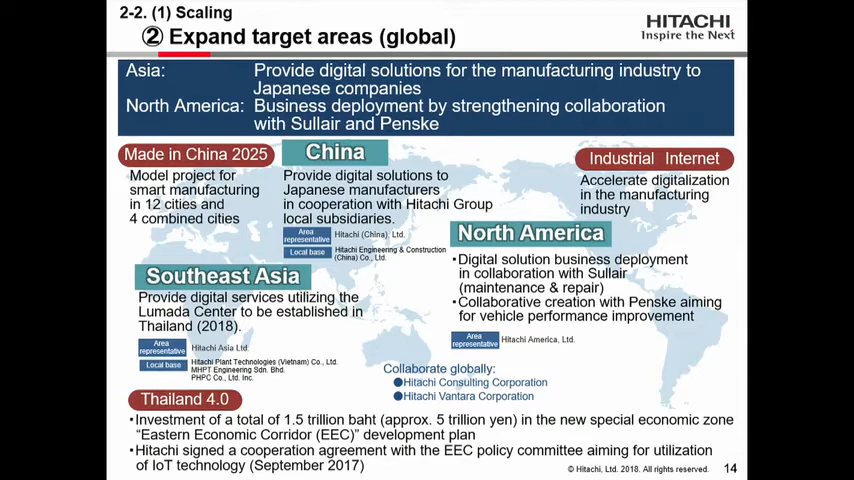 2-2. (1) Scaling
② Expand target areas (global)
HITACHI
Inspire the Next
Asia: Provide digital solutions for the manufacturing industry to
Japanese companies
North America: Business deployment by strengthening collaboration
with Sullair and Penske
Made in China 2025
Model project for
smart manufacturing
in 12 cities and
4 combined cities
China
Provide digital solutions to
Japanese manufacturers
in cooperation with Hitachi Group
local subsidiaries.
Area
representative
Hitachi (China), Ltd.
Local base
Hitachi Engineering & Construction
(China) Co., Ltd.
Industrial Internet
Accelerate digitalization
in the manufacturing
industry
North America
・Digital solution business deployment
in collaboration with Sullair
(maintenance & repair)
・Collaborative creation with Penske aiming
for vehicle performance improvement
Area
representative
Hitachi America, Ltd.
Southeast Asia
Provide digital services utilizing the
Lumada Center to be established in
Thailand (2018).
Area
representative
Hitachi Asia Ltd.
Local base
Hitachi Plant Technologies (Vietnam) Co., Ltd.
MHPT Engineering Sdn. Bhd.
PHPC Co., Ltd. Inc.
Collaborate globally:
●Hitachi Consulting Corporation
●Hitachi Vantara Corporation
Thailand 4.0
・Investment of a total of 1.5 trillion baht (approx. 5 trillion yen) in the new special economic zone
“Eastern Economic Corridor (EEC)” development plan
・Hitachi signed a cooperation agreement with the EEC policy committee aiming for utilization
of IoT technology (September 2017)
© Hitachi, Ltd. 2018. All rights reserved.
14